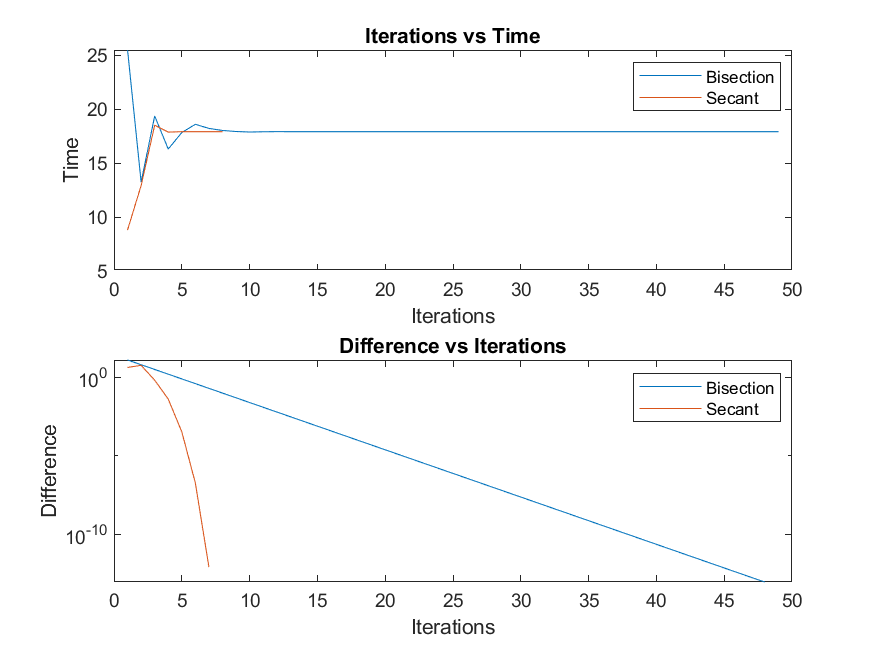 Iterations vs Time
25
20
15
10
5
Time
Bisection
Secant
0 5 10 15 20 25 30 35 40 45 50
Iterations
Difference vs Iterations
10^0
10^-10
Difference
Bisection
Secant
0 5 10 15 20 25 30 35 40 45 50
Iterations